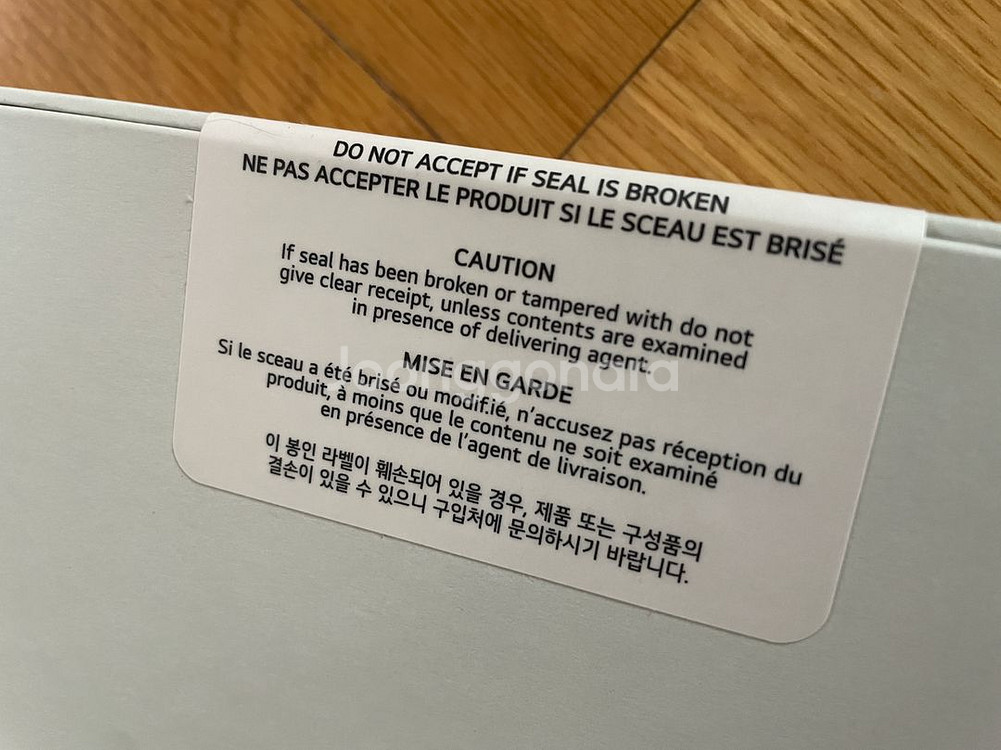 DO NOT ACCEPT IF SEAL IS BROKEN
NE PAS ACCEPTER LE PRODUIT SI LE SCEAU EST BRISÉ
CAUTION
If seal has been broken or tampered with do not
give clear receipt, unless contents are examined
in presence of delivering agent.
Joonggonara
MISE EN GARDE
Si le sceau a été brisé ou modif.ié, n'accusez pas réception du
produit, à moins que le contenu ne soit examiné
en présence de l'agent de livraison.
이 봉인 라벨이 훼손되어 있을 경우, 제품 또는 구성품의
결손이 있을 수 있으니 구입처에 문의하시기 바랍니다.